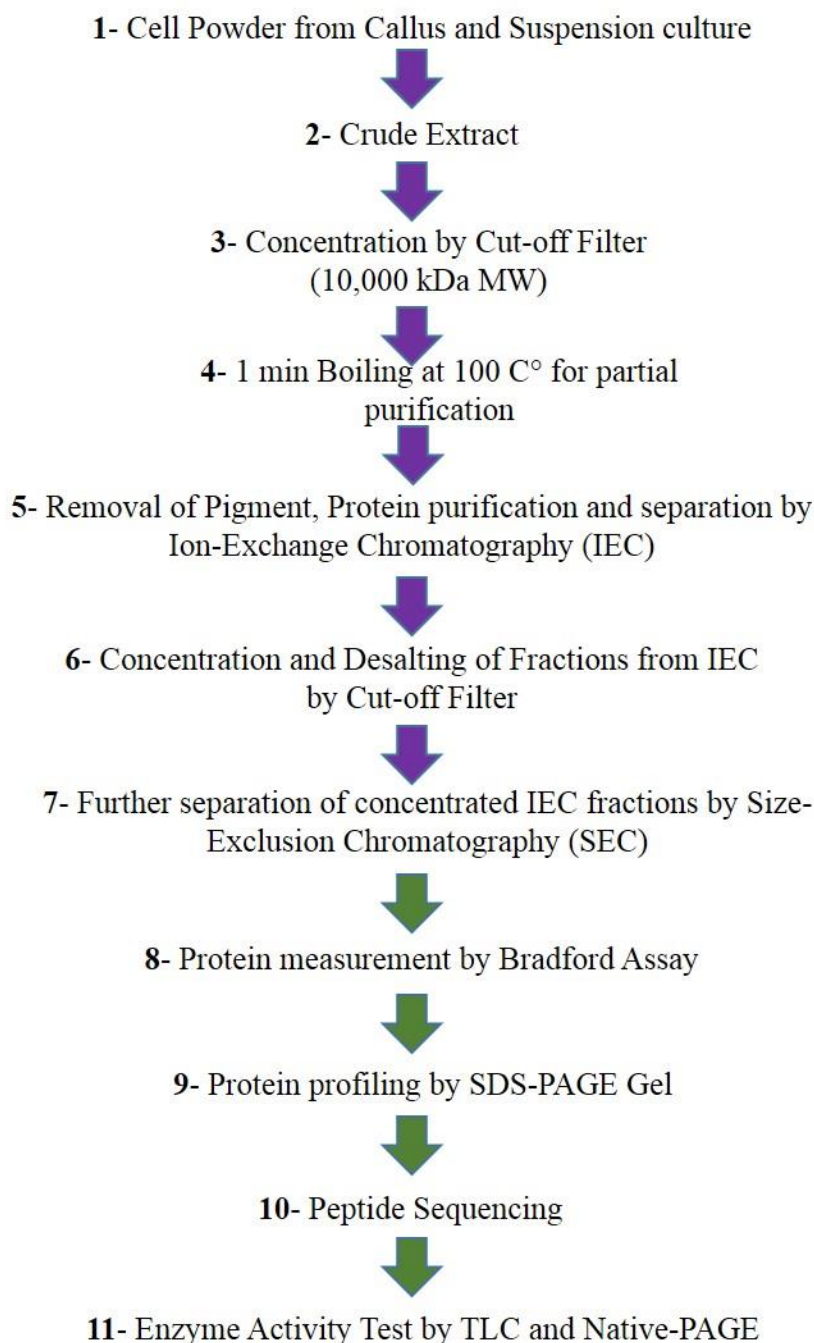 1- Cell Powder from Callus and Suspension culture
2- Crude Extract
3- Concentration by Cut-off Filter
(10,000 kDa MW)
4- 1 min Boiling at 100 C° for partial
purification
5- Removal of Pigment, Protein purification and separation by
Ion-Exchange Chromatography (IEC)
6- Concentration and Desalting of Fractions from IEC
by Cut-off Filter
7- Further separation of concentrated IEC fractions by Size-
Exclusion Chromatography (SEC)
8- Protein measurement by Bradford Assay
9- Protein profiling by SDS-PAGE Gel
10- Peptide Sequencing
11- Enzyme Activity Test by TLC and Native-PAGE